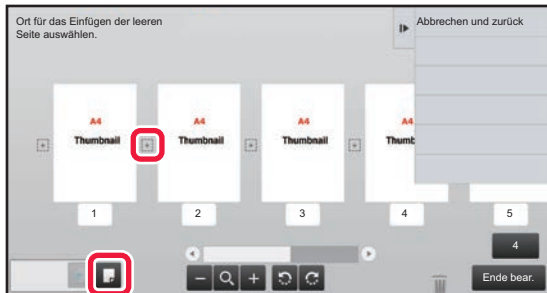 Ort für das Einfügen der leeren
Seite auswählen.
Abbrechen und zurück
A4
Thumbnail
A4
Thumbnail
A4
Thumbnail
A4
Thumb
1
2
3
4
5
4
Ende bear.